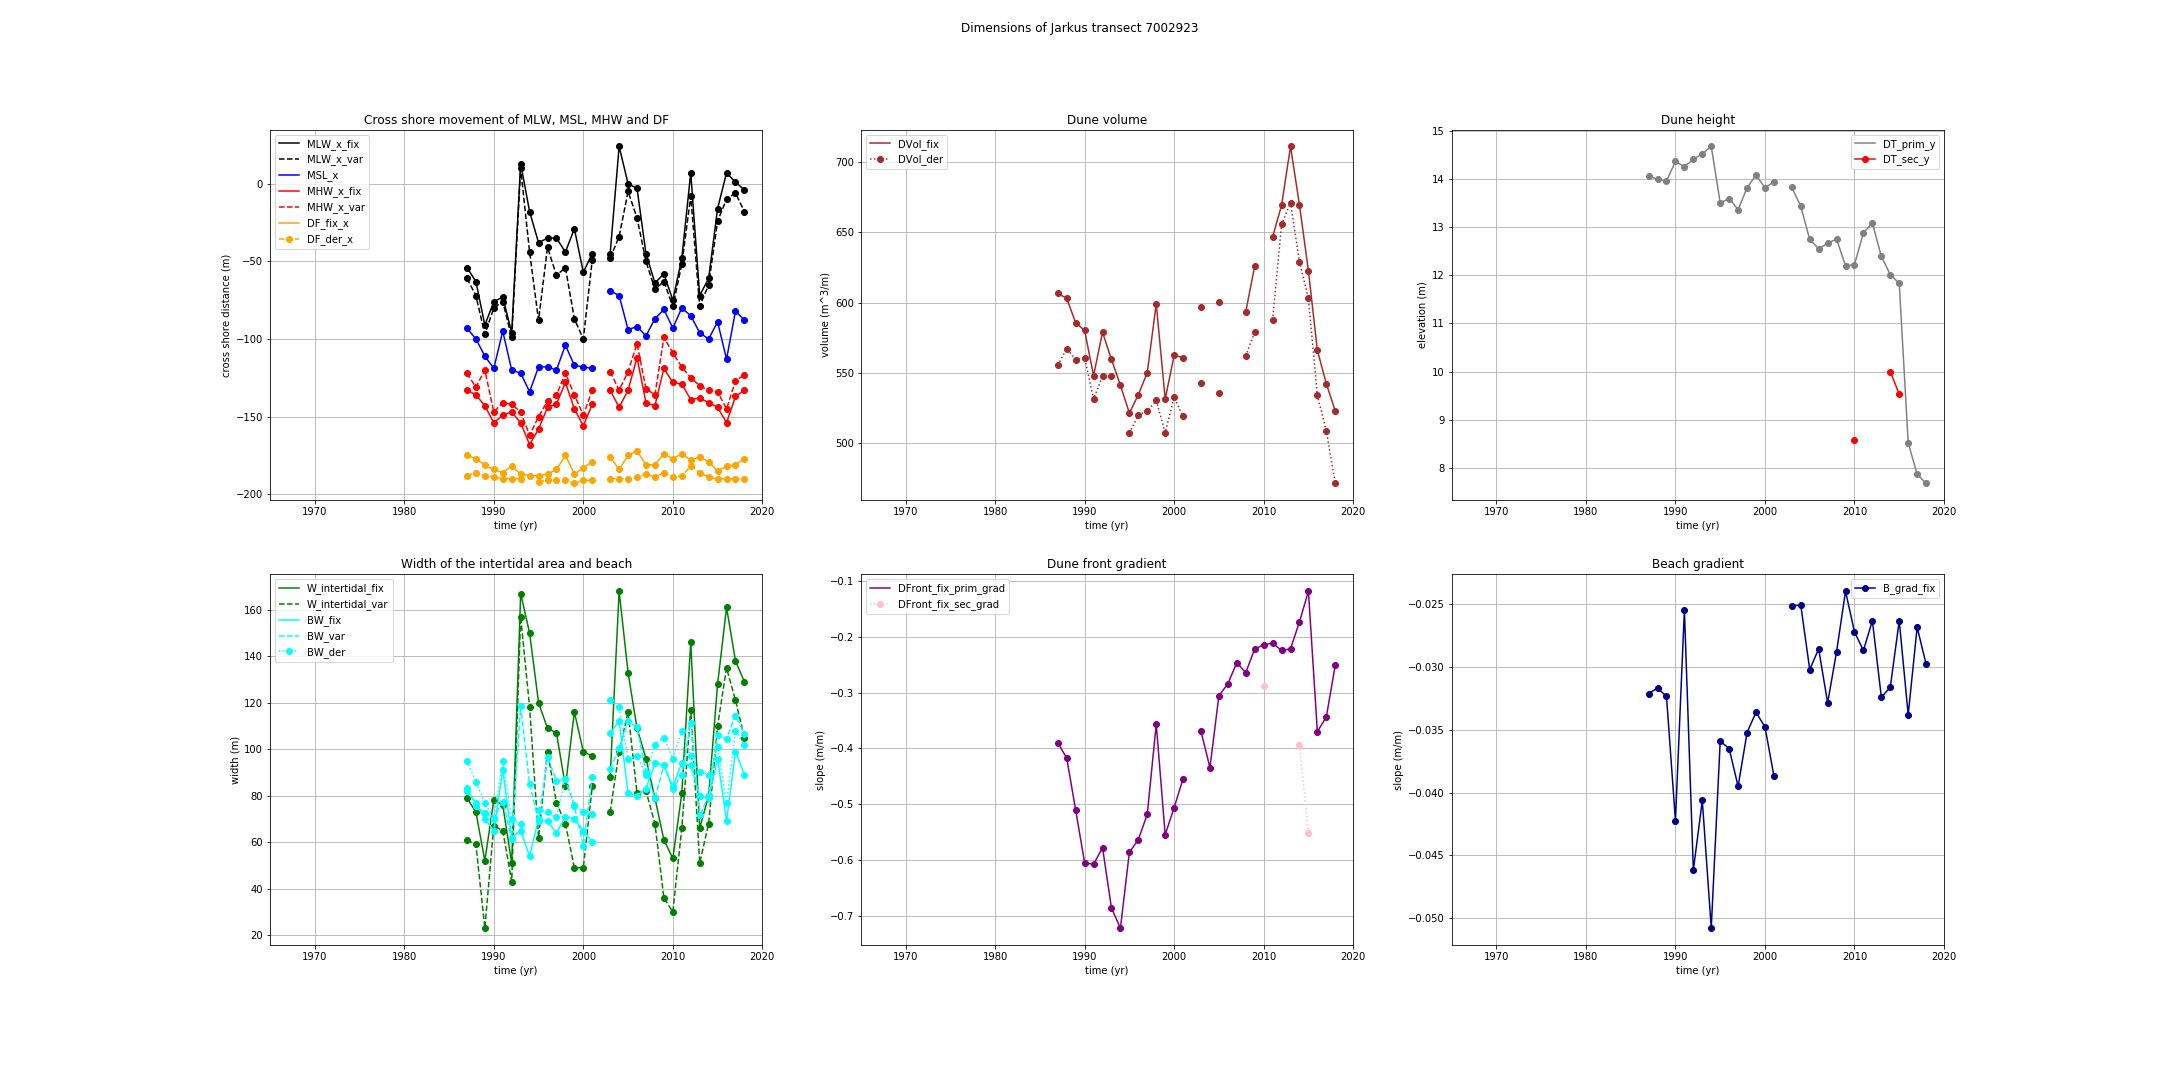 Dimensions of Jarkus transect 7002923
Cross shore movement of MLW, MSL, MHW and DF
MLW_x_fix
MLW_x_var
MSL_x
MHW_x_fix
MHW_x_var
DF_fix_x
DF_der_x
cross shore distance (m)
0
−50
−100
−150
−200
1970 1980 1990 2000 2010 2020
time (yr)
Dune volume
DVol_fix
DVol_der
volume (m^3/m)
700
650
600
550
500
1970 1980 1990 2000 2010 2020
time (yr)
Dune height
DT_prim_y
DT_sec_y
elevation (m)
15
14
13
12
11
10
9
8
1970 1980 1990 2000 2010 2020
time (yr)
Width of the intertidal area and beach
W_intertidal_fix
W_intertidal_var
BW_fix
BW_var
BW_der
width (m)
160
140
120
100
80
60
40
20
1970 1980 1990 2000 2010 2020
time (yr)
Dune front gradient
DFront_fix_prim_grad
DFront_fix_sec_grad
slope (m/m)
−0.1
−0.2
−0.3
−0.4
−0.5
−0.6
−0.7
1970 1980 1990 2000 2010 2020
time (yr)
Beach gradient
B_grad_fix
slope (m/m)
−0.025
−0.030
−0.035
−0.040
−0.045
−0.050
1970 1980 1990 2000 2010 2020
time (yr)